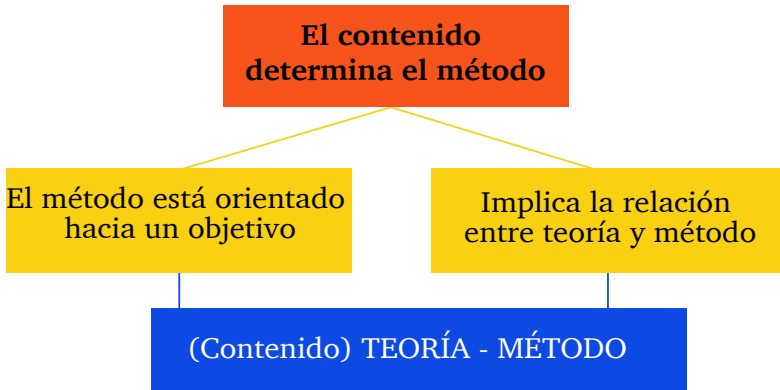 El contenido
determina el método
El método está orientado
hacia un objetivo
Implica la relación
entre teoría y método
(Contenido) TEORÍA - MÉTODO